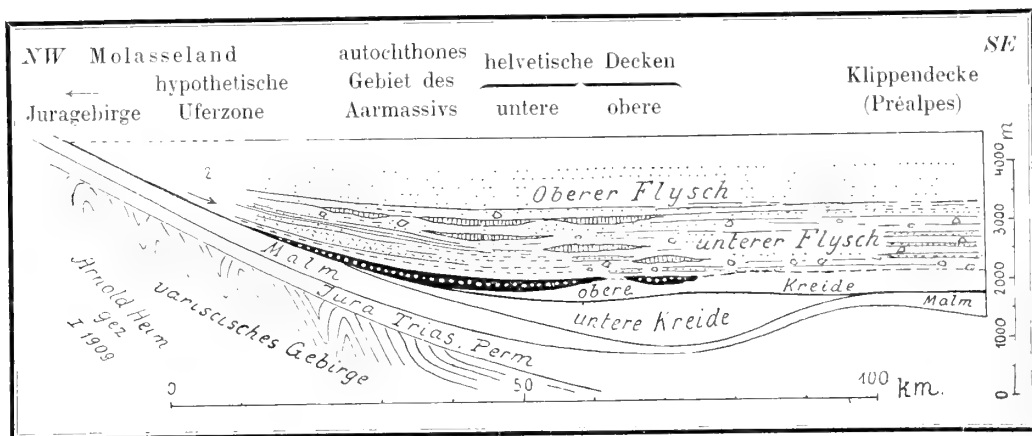 NW Molasseland
Juragebirge
hypothetische
Uferzone
autochthones
Gebiet des
Aarmassivs
helvetische Decken
untere obere
SE
Klippendecke
(Préalpes)
4000 m
3000
2000
1000
0
?
Oberer Flysch
unterer Flysch
obere Kreide
untere Kreide
Malm
Malm
Jura Trias. Perm
variscisches Gebirge
Arnold Heim
gez
I 1909
0 50 100 km.